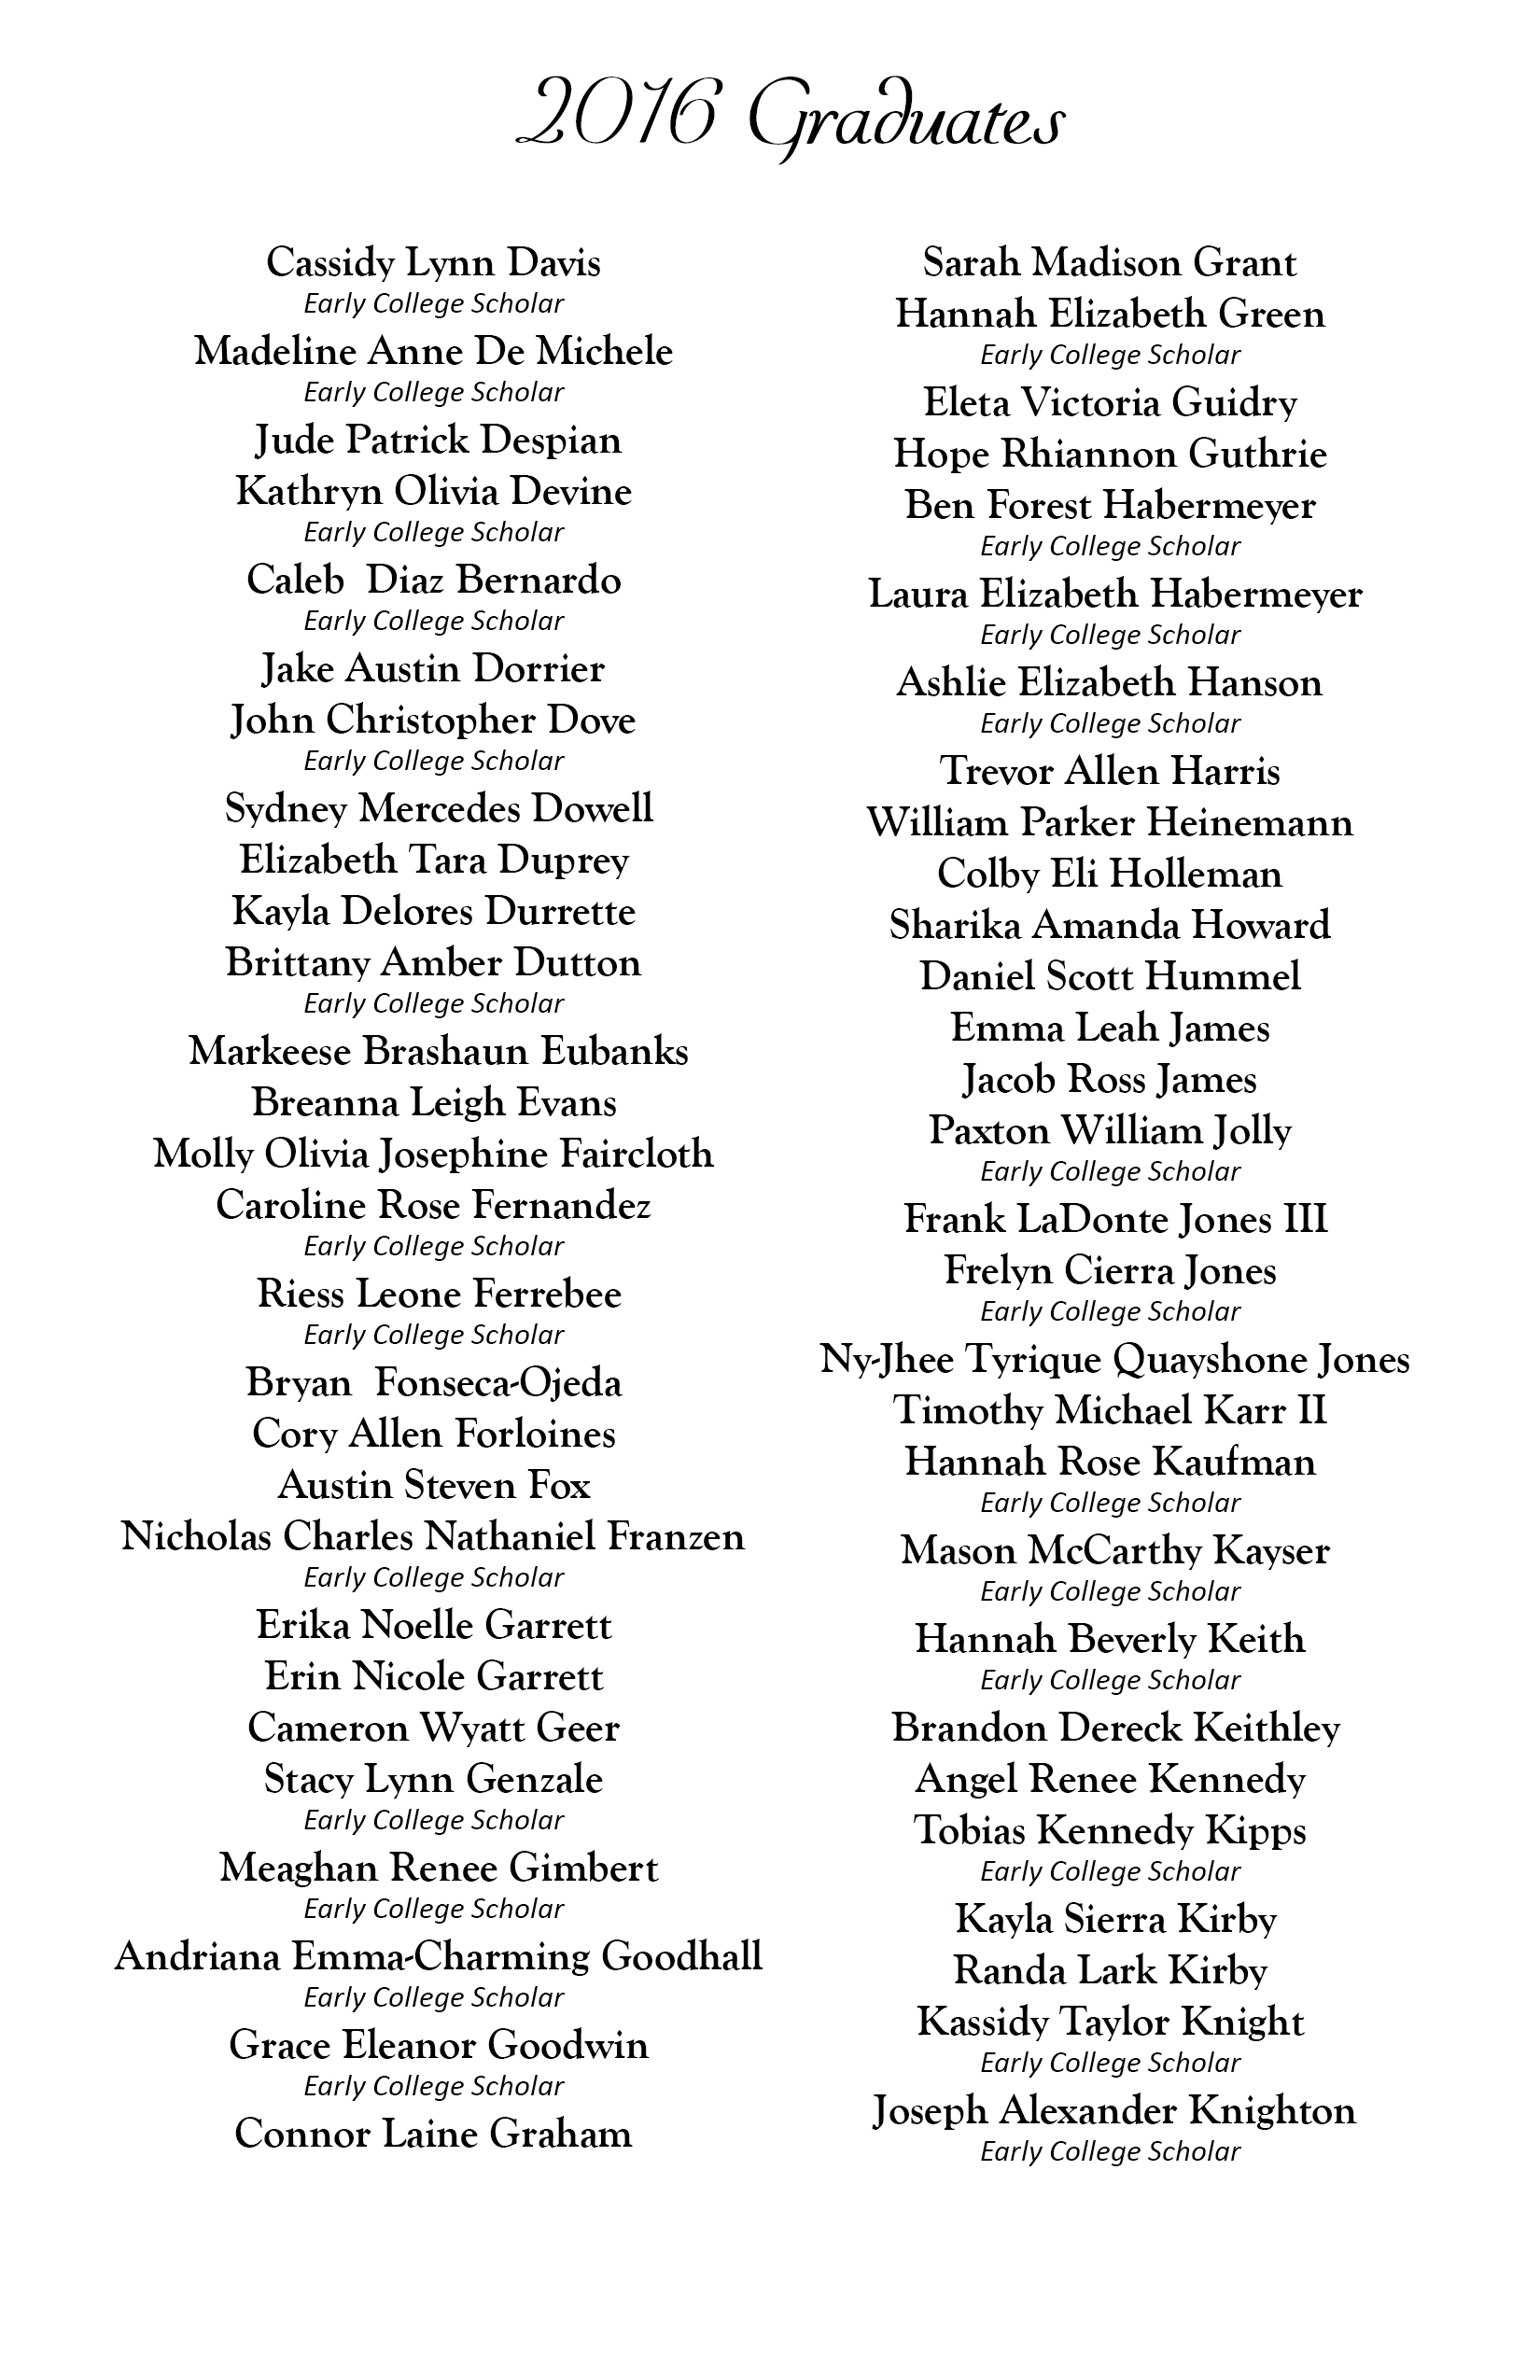 2016 Graduates
Cassidy Lynn Davis
Early College Scholar
Madeline Anne De Michele
Early College Scholar
Jude Patrick Despian
Kathryn Olivia Devine
Early College Scholar
Caleb  Diaz Bernardo
Early College Scholar
Jake Austin Dorrier
John Christopher Dove
Early College Scholar
Sydney Mercedes Dowell
Elizabeth Tara Duprey
Kayla Delores Durrette
Brittany Amber Dutton
Early College Scholar
Markeese Brashaun Eubanks
Breanna Leigh Evans
Molly Olivia Josephine Faircloth
Caroline Rose Fernandez
Early College Scholar
Riess Leone Ferrebee
Early College Scholar
Bryan  Fonseca-Ojeda
Cory Allen Forloines
Austin Steven Fox
Nicholas Charles Nathaniel Franzen
Early College Scholar
Erika Noelle Garrett
Erin Nicole Garrett
Cameron Wyatt Geer
Stacy Lynn Genzale
Early College Scholar
Meaghan Renee Gimbert
Early College Scholar
Andriana Emma-Charming Goodhall
Early College Scholar
Grace Eleanor Goodwin
Early College Scholar
Connor Laine Graham
Sarah Madison Grant
Hannah Elizabeth Green
Early College Scholar
Eleta Victoria Guidry
Hope Rhiannon Guthrie
Ben Forest Habermeyer
Early College Scholar
Laura Elizabeth Habermeyer
Early College Scholar
Ashlie Elizabeth Hanson
Early College Scholar
Trevor Allen Harris
William Parker Heinemann
Colby Eli Holleman
Sharika Amanda Howard
Daniel Scott Hummel
Emma Leah James
Jacob Ross James
Paxton William Jolly
Early College Scholar
Frank LaDonte Jones III
Frelyn Cierra Jones
Early College Scholar
Ny-Jhee Tyrique Quayshone Jones
Timothy Michael Karr II
Hannah Rose Kaufman
Early College Scholar
Mason McCarthy Kayser
Early College Scholar
Hannah Beverly Keith
Early College Scholar
Brandon Dereck Keithley
Angel Renee Kennedy
Tobias Kennedy Kipps
Early College Scholar
Kayla Sierra Kirby
Randa Lark Kirby
Kassidy Taylor Knight
Early College Scholar
Joseph Alexander Knighton
Early College Scholar